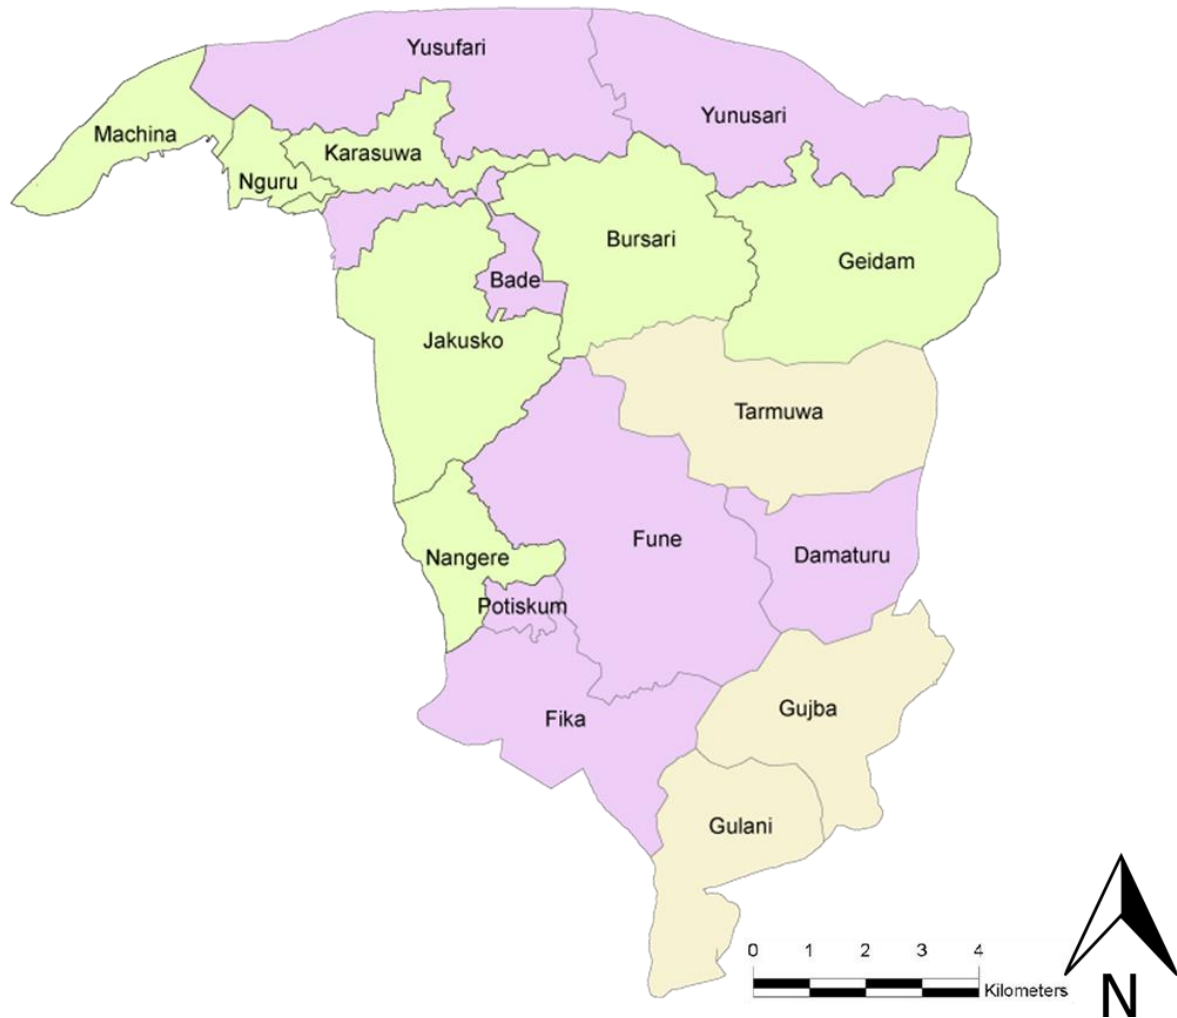 Yusufari
Yunusari
Machina
Karasuwa
Nguru
Bursari
Geidam
Bade
Jakusko
Tarmuwa
Fune
Damaturu
Nangere
Potiskum
Gujba
Fika
Gulani
0 1 2 3 4
Kilometers
N